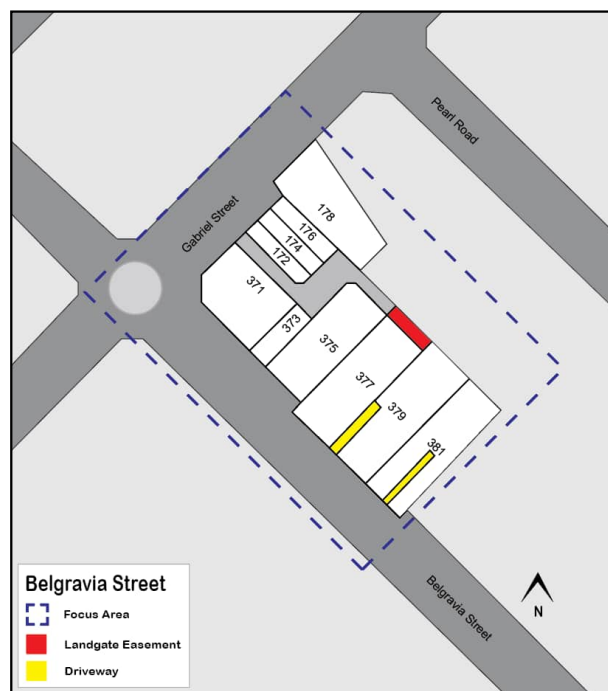 Pearl Road
Gabriel Street
178
176
174
172
371
373
375
377
379
381
Belgravia Street
N
Belgravia Street
Focus Area
Landgate Easement
Driveway